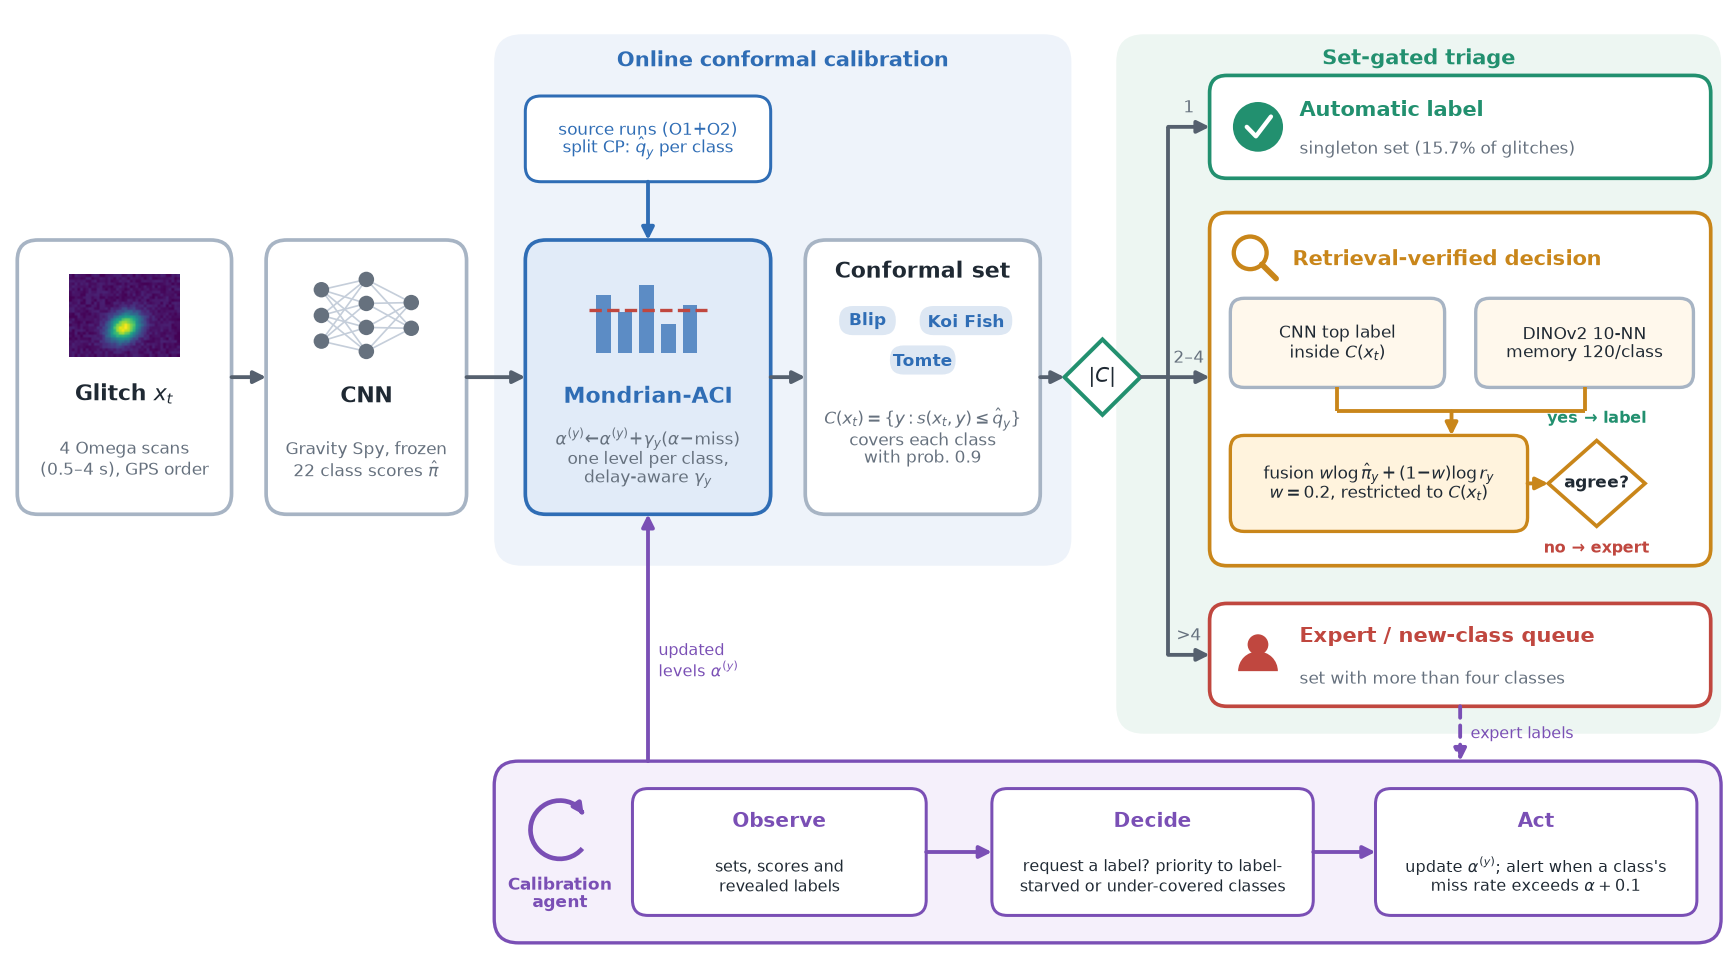 Online conformal calibration
source runs (O1+O2)
split CP: q̂_y per class
Glitch x_t
4 Omega scans
(0.5–4 s), GPS order
CNN
Gravity Spy, frozen
22 class scores π̂
Mondrian-ACI
α^(y)←α^(y)+γ_y(α−miss)
one level per class,
delay-aware γ_y
Conformal set
Blip
Koi Fish
Tomte
C(x_t) = {y : s(x_t, y) ≤ q̂_y}
covers each class
with prob. 0.9
|C|
1
2–4
>4
Set-gated triage
Automatic label
singleton set (15.7% of glitches)
Retrieval-verified decision
CNN top label
inside C(x_t)
DINOv2 10-NN
memory 120/class
yes → label
fusion w log π̂_y + (1−w) log r_y
w = 0.2, restricted to C(x_t)
agree?
no → expert
Expert / new-class queue
set with more than four classes
updated
levels α^(y)
expert labels
Calibration
agent
Observe
sets, scores and
revealed labels
Decide
request a label? priority to label-
starved or under-covered classes
Act
update α^(y); alert when a class's
miss rate exceeds α + 0.1